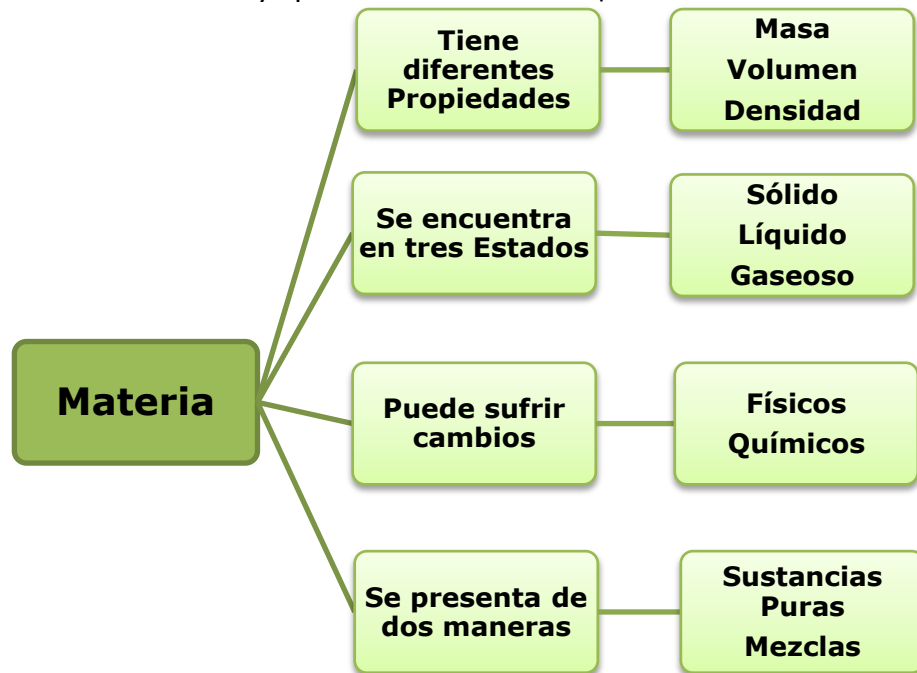 Tiene
diferentes
Propiedades
Masa
Volumen
Densidad
Se encuentra
en tres Estados
Sólido
Líquido
Gaseoso
Materia
Puede sufrir
cambios
Físicos
Químicos
Se presenta de
dos maneras
Sustancias
Puras
Mezclas